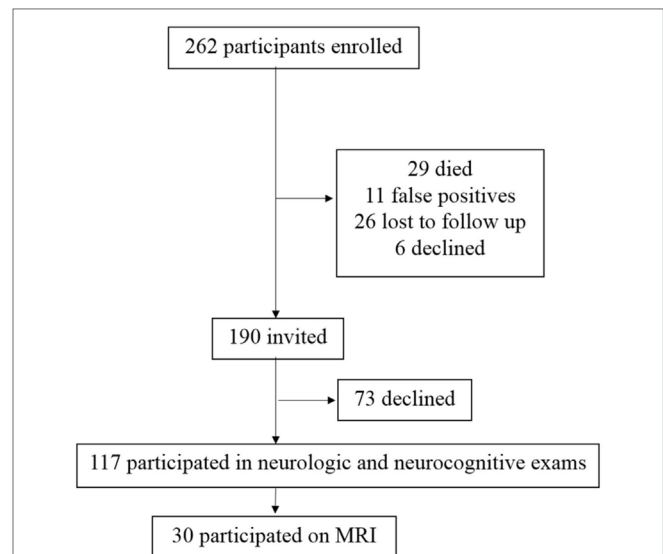 262 participants enrolled
29 died
11 false positives
26 lost to follow up
6 declined
190 invited
73 declined
117 participated in neurologic and neurocognitive exams
30 participated on MRI